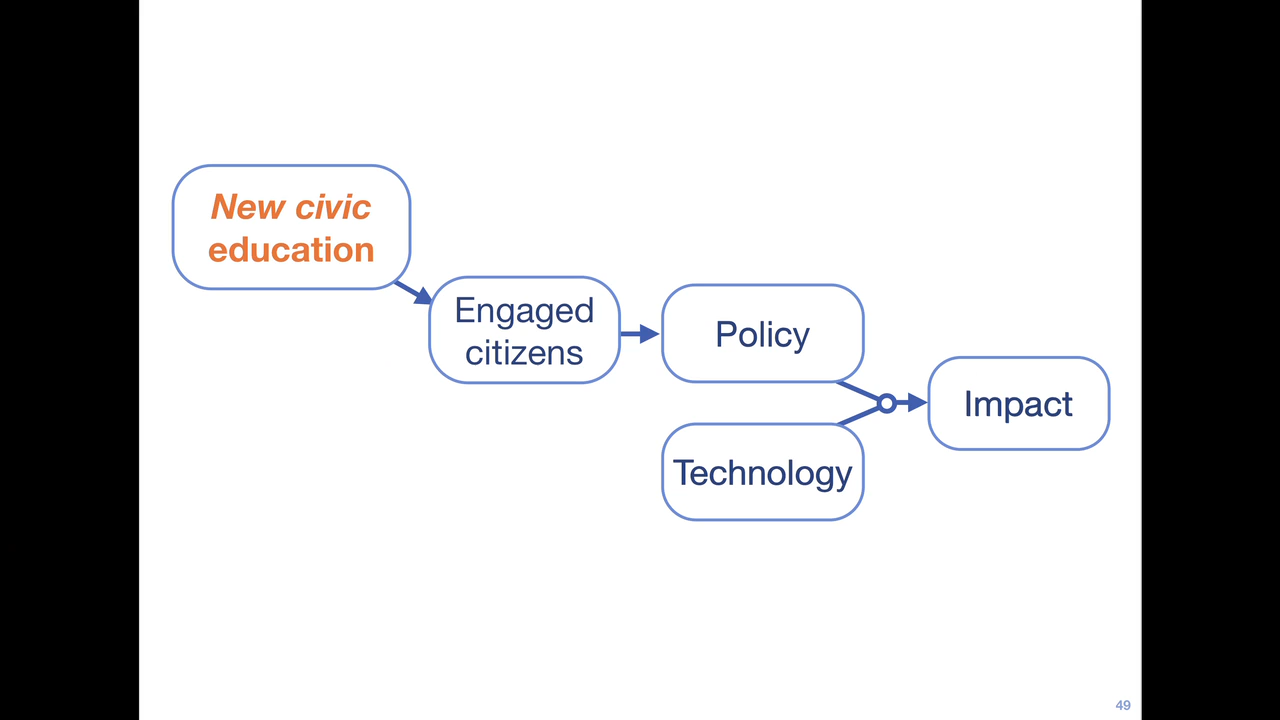 New civic
education
Engaged
citizens
Policy
Impact
Technology
49